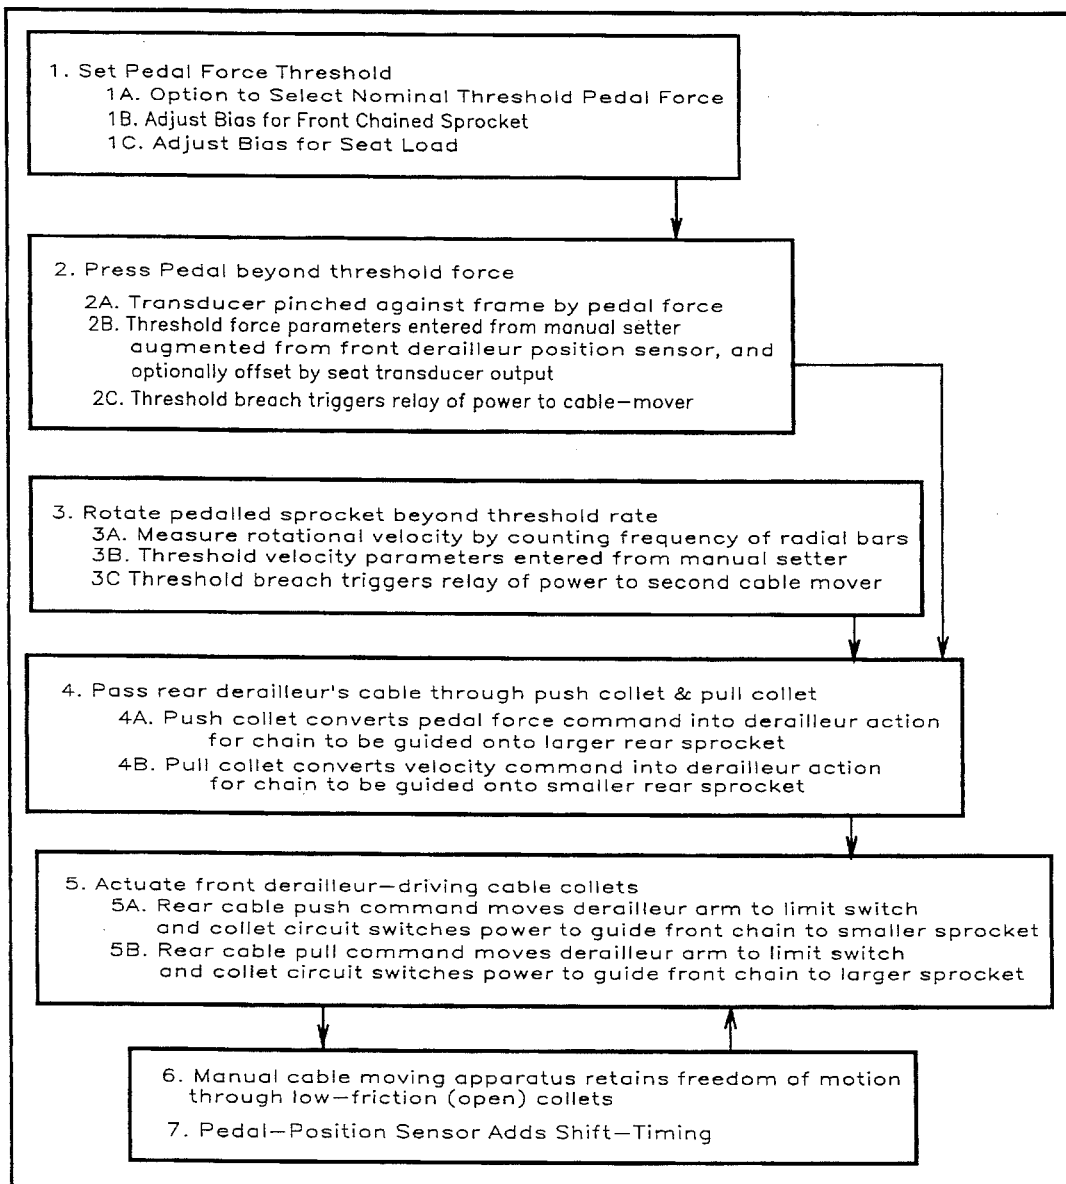 1. Set Pedal Force Threshold
1A. Option to Select Nominal Threshold Pedal Force
1B. Adjust Bias for Front Chained Sprocket
1C. Adjust Bias for Seat Load
2. Press Pedal beyond threshold force
2A. Transducer pinched against frame by pedal force
2B. Threshold force parameters entered from manual setter
augmented from front derailleur position sensor, and
optionally offset by seat transducer output
2C. Threshold breach triggers relay of power to cable-mover
3. Rotate pedalled sprocket beyond threshold rate
3A. Measure rotational velocity by counting frequency of radial bars
3B. Threshold velocity parameters entered from manual setter
3C Threshold breach triggers relay of power to second cable mover
4. Pass rear derailleur's cable through push collet & pull collet
4A. Push collet converts pedal force command into derailleur action
for chain to be guided onto larger rear sprocket
4B. Pull collet converts velocity command into derailleur action
for chain to be guided onto smaller rear sprocket
5. Actuate front derailleur-driving cable collets
5A. Rear cable push command moves derailleur arm to limit switch
and collet circuit switches power to guide front chain to smaller sprocket
5B. Rear cable pull command moves derailleur arm to limit switch
and collet circuit switches power to guide front chain to larger sprocket
6. Manual cable moving apparatus retains freedom of motion
through low-friction (open) collets
7. Pedal-Position Sensor Adds Shift-Timing